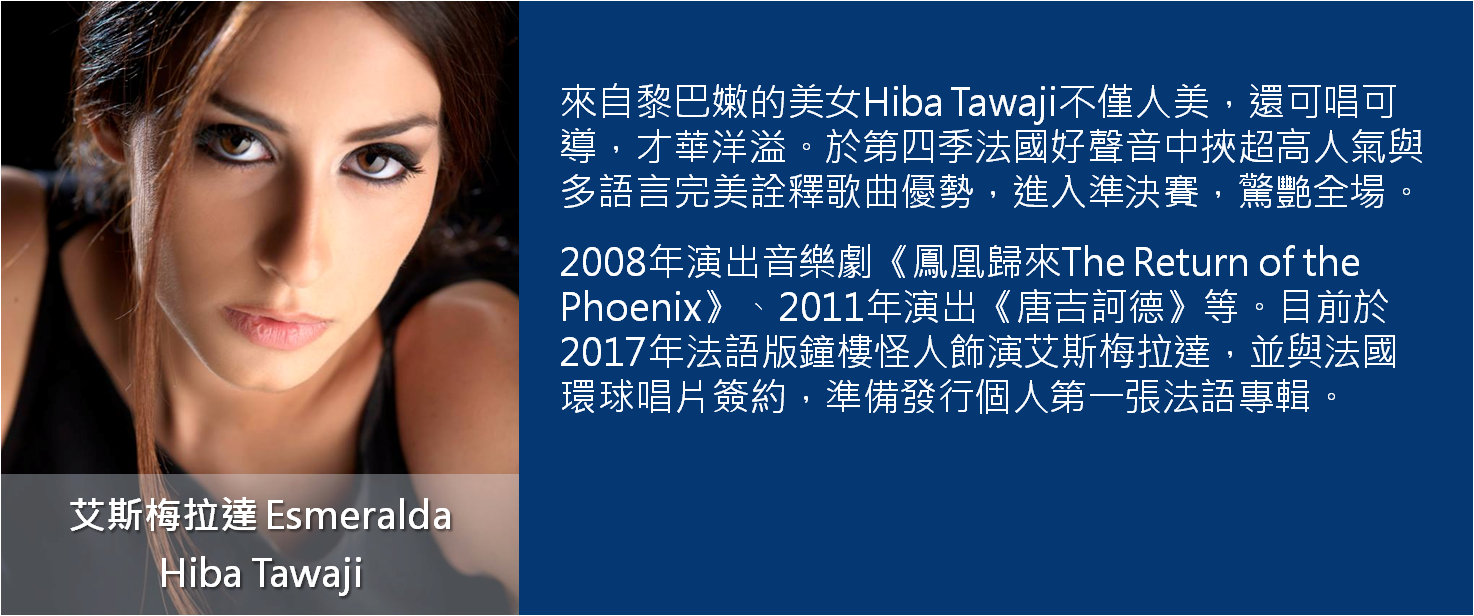 來自黎巴嫩的美女Hiba Tawaji不僅人美，還可唱可
導，才華洋溢。於第四季法國好聲音中挾超高人氣與
多語言完美詮釋歌曲優勢，進入準決賽，驚艷全場。
2008年演出音樂劇《鳳凰歸來The Return of the
Phoenix》、2011年演出《唐吉訶德》等。目前於
2017年法語版鐘樓怪人飾演艾斯梅拉達，並與法國
環球唱片簽約，準備發行個人第一張法語專輯。
艾斯梅拉達 Esmeralda
Hiba Tawaji